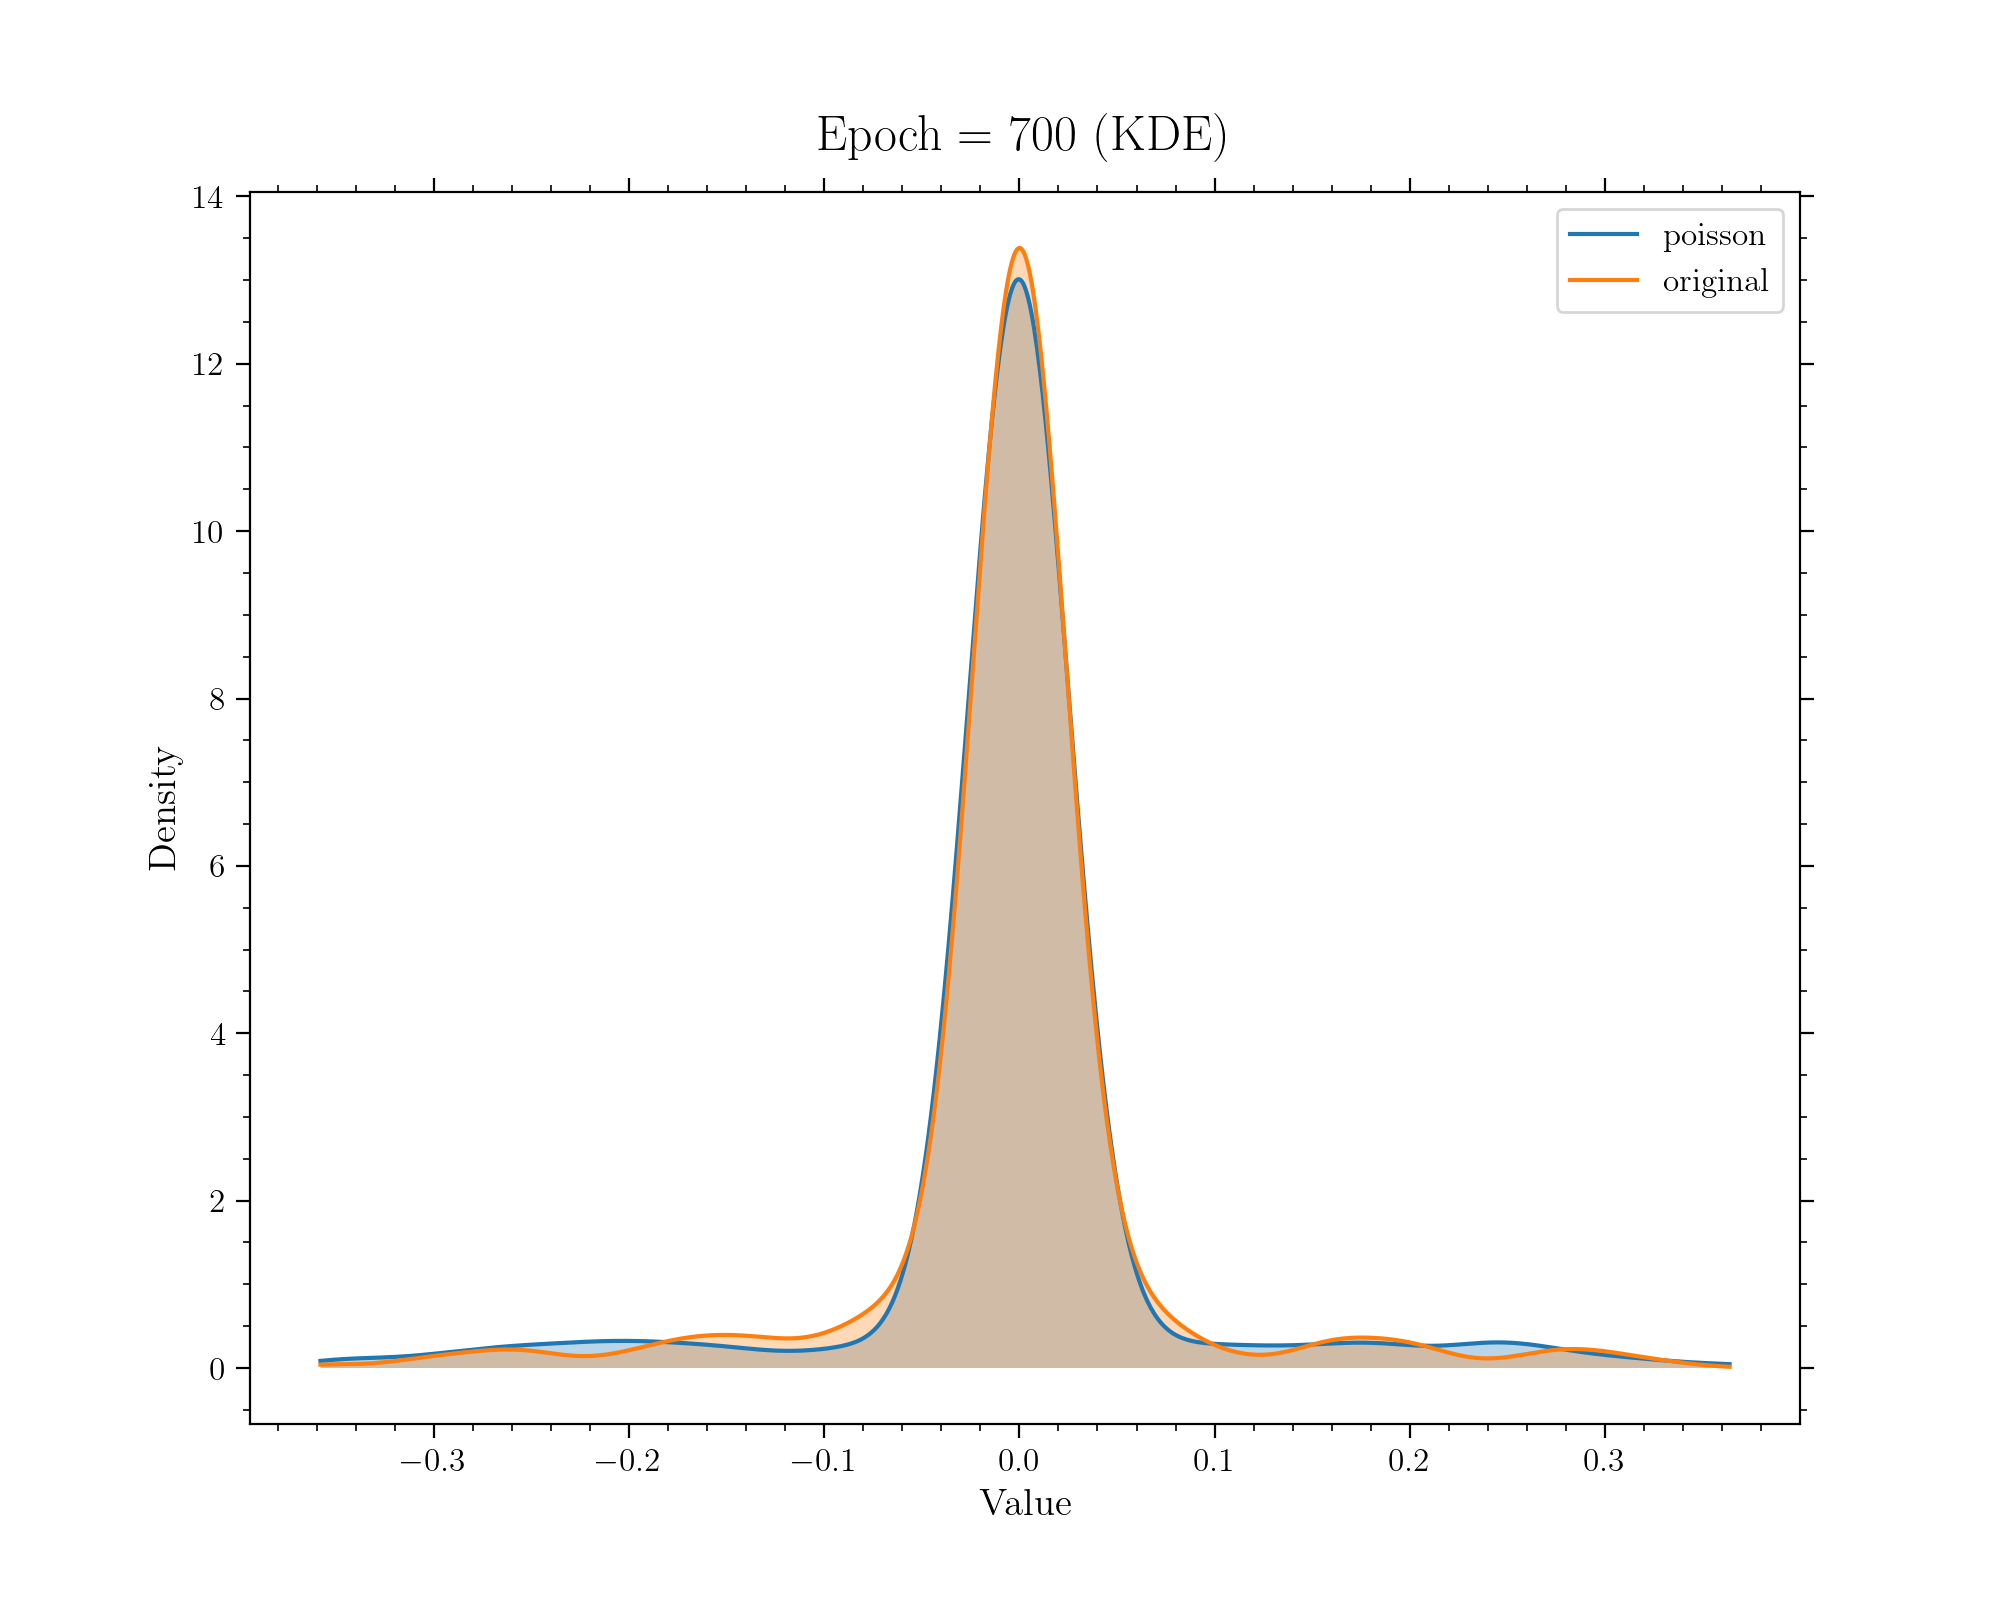 Epoch = 700 (KDE)
poisson
original
14
12
10
8
6
4
2
0
Density
−0.3 −0.2 −0.1 0.0 0.1 0.2 0.3
Value